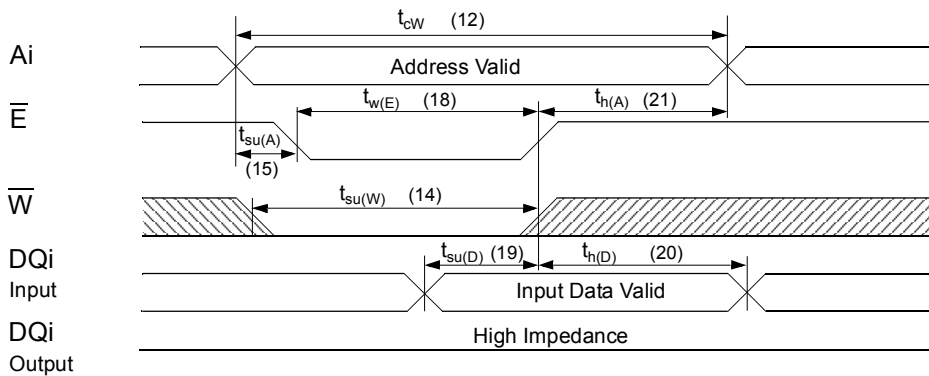 t_cW (12)
Ai
Address Valid
t_w(E) (18)
t_h(A) (21)
E̅
t_su(A)
(15)
W̅
t_su(W) (14)
DQi
Input
t_su(D) (19)
t_h(D) (20)
Input Data Valid
DQi
Output
High Impedance